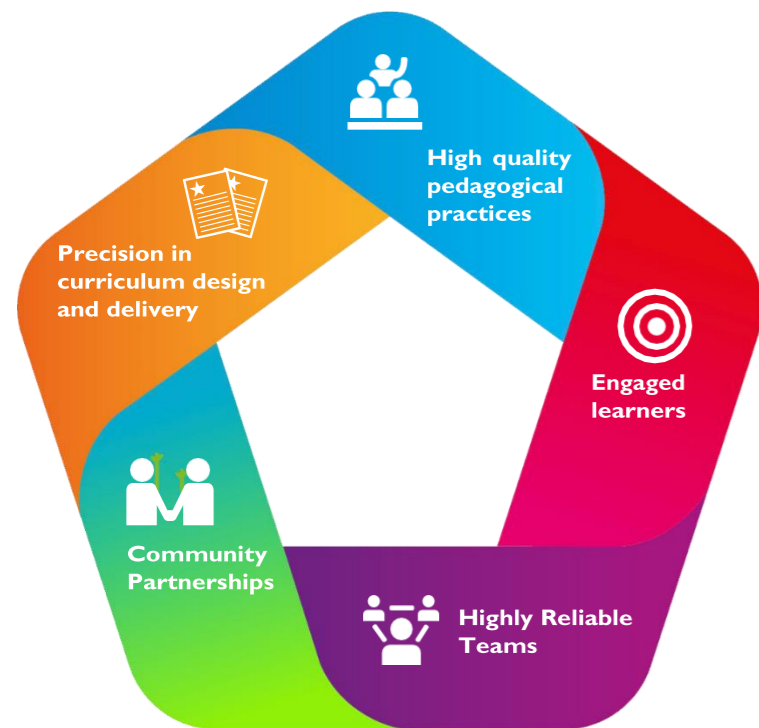 High quality
pedagogical
practices
Precision in
curriculum design
and delivery
Engaged
learners
Community
Partnerships
Highly Reliable
Teams